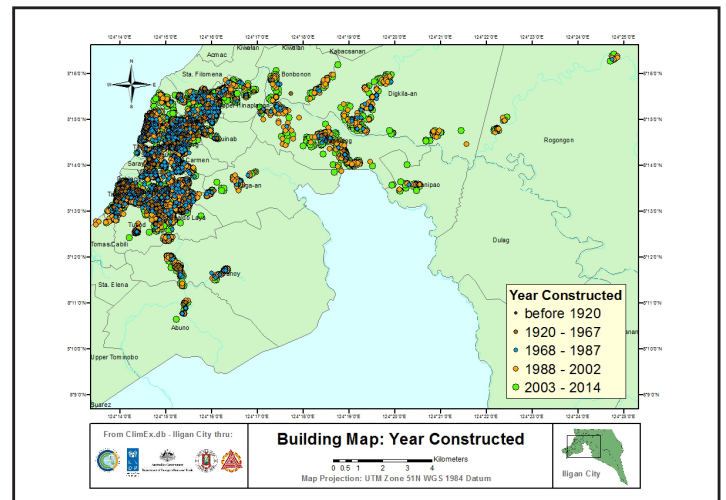 124°14'0"E 124°15'0"E 124°16'0"E 124°17'0"E 124°18'0"E 124°19'0"E 124°20'0"E 124°21'0"E 124°22'0"E 124°23'0"E 124°24'0"E 124°25'0"E
Acmac
Kiwalan
Kiwalan
Kabacsanan
N
W E
S
Sta. Filomena
Bonbonon
Digkila-an
Rogongon
Carmen
Dulag
Tomas Cabili
Sta. Elena
Abuno
Upper Tominobo
Suarez
8°16'0"N
8°15'0"N
8°14'0"N
8°13'0"N
8°12'0"N
8°11'0"N
8°10'0"N
8°9'0"N
Year Constructed
before 1920
1920 - 1967
1968 - 1987
1988 - 2002
2003 - 2014
From ClimEx.db - Iligan City thru:
Australian Government
Building Map: Year Constructed
Kilometers
0 0.5 1 2 3 4
Map Projection: UTM Zone 51N WGS 1984 Datum
Iligan City